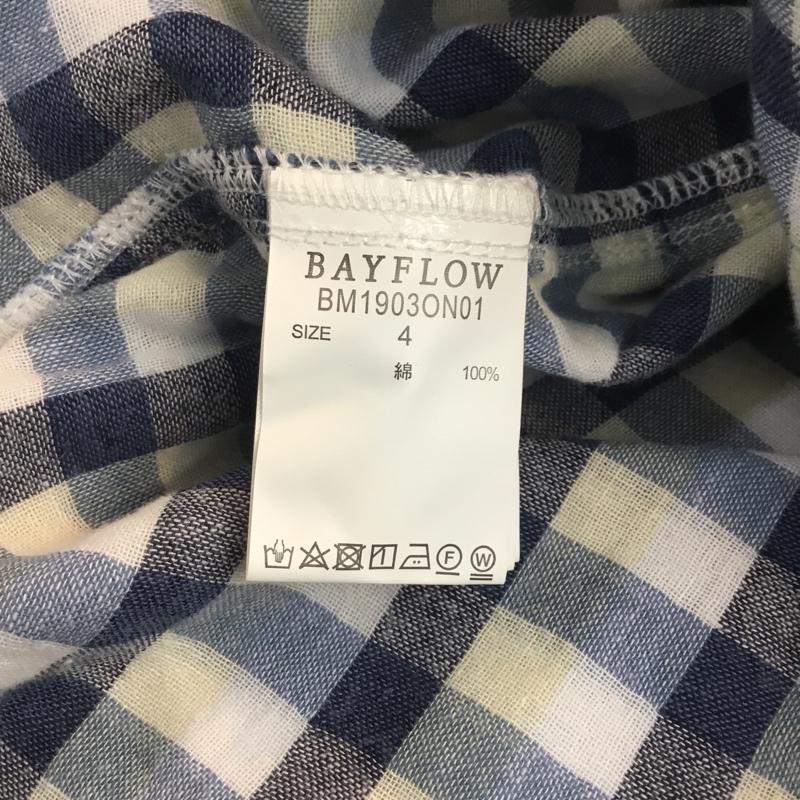 BAYFLOW
BM1903ON01
SIZE 4
綿 100%
F W